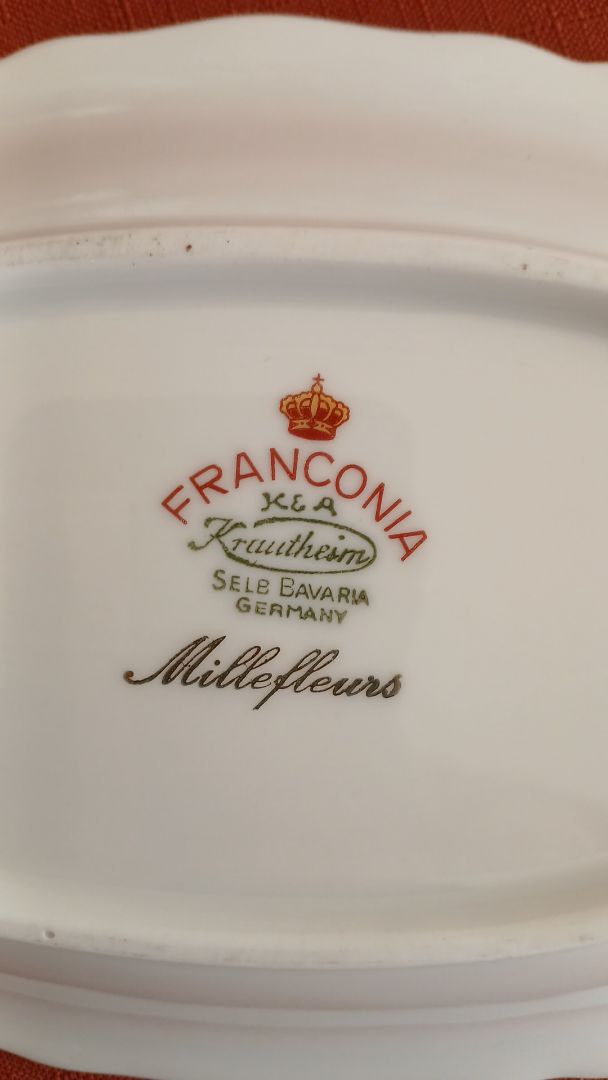 FRANCONIA
K&A
Krautheim
SELB BAVARIA
GERMANY
Millefleurs